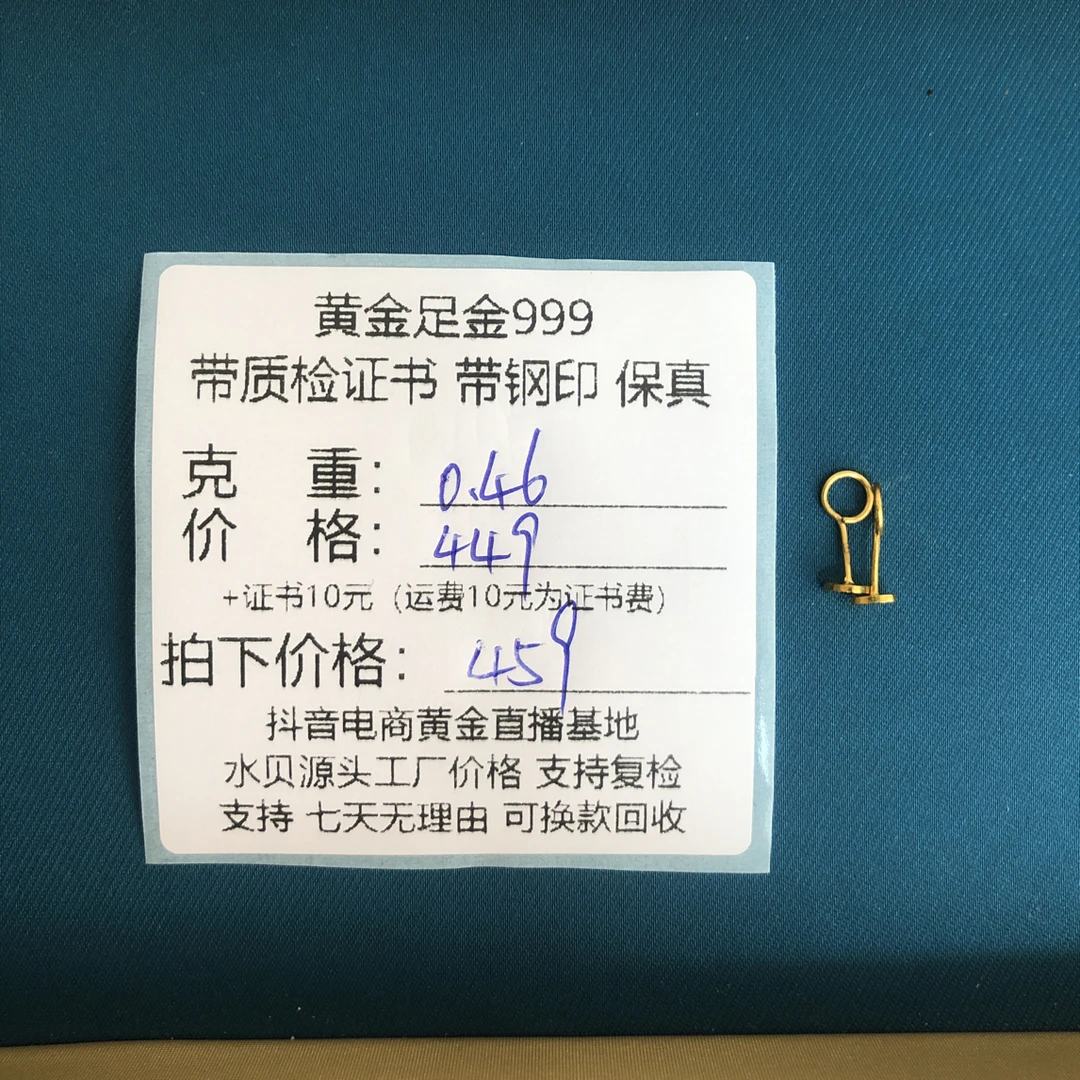 黄金足金999
带质检证书 带钢印 保真
克 重：0.46
价 格：449
+证书10元（运费10元为证书费）
拍下价格：459
抖音电商黄金直播基地
水贝源头工厂价格 支持复检
支持 七天无理由 可换款回收